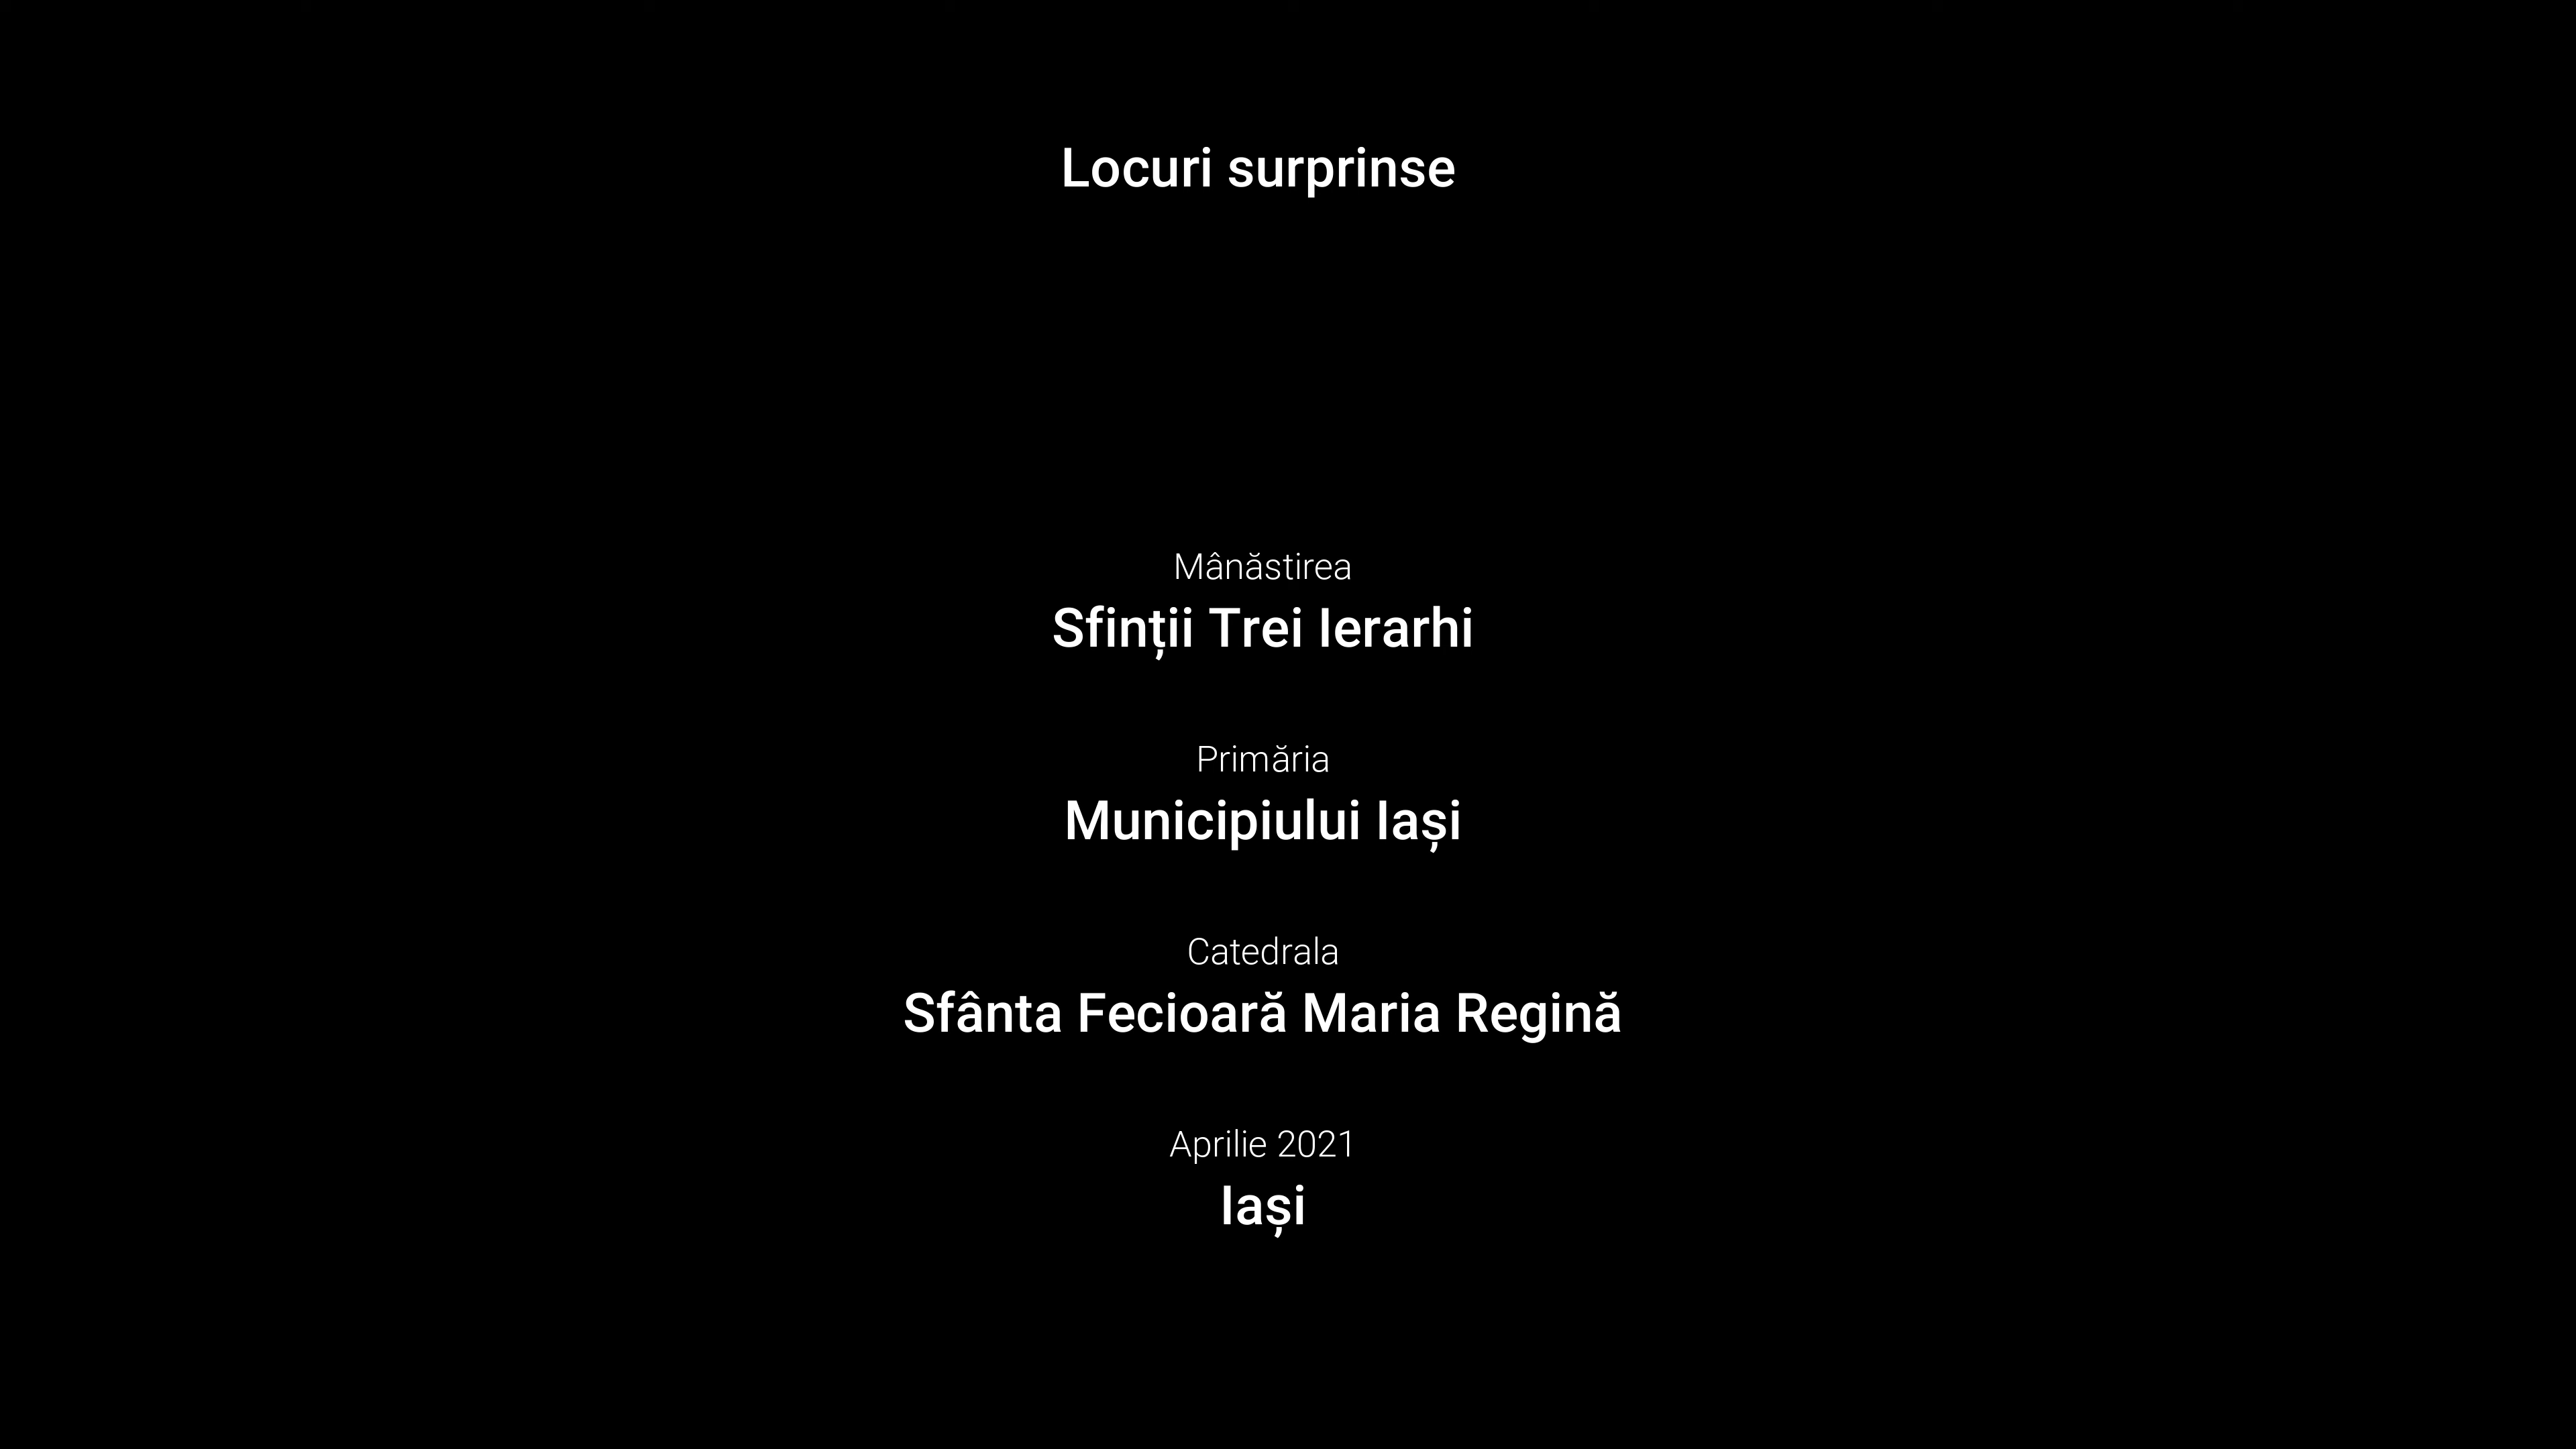 Locuri surprinse
Mânăstirea
Sfinții Trei Ierarhi
Primăria
Municipiului Iași
Catedrala
Sfânta Fecioară Maria Regină
Aprilie 2021
Iași